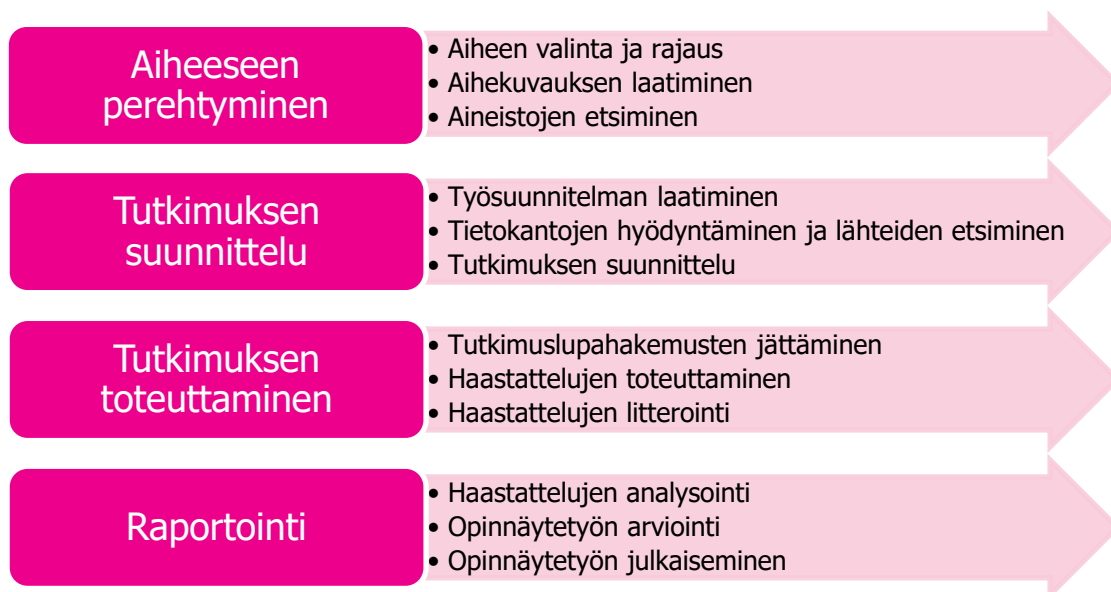 Aiheeseen
perehtyminen
• Aiheen valinta ja rajaus
• Aihekuvauksen laatiminen
• Aineistojen etsiminen
Tutkimuksen
suunnittelu
• Työsuunnitelman laatiminen
• Tietokantojen hyödyntäminen ja lähteiden etsiminen
• Tutkimuksen suunnittelu
Tutkimuksen
toteuttaminen
• Tutkimuslupahakemusten jättäminen
• Haastattelujen toteuttaminen
• Haastattelujen litterointi
Raportointi
• Haastattelujen analysointi
• Opinnäytetyön arviointi
• Opinnäytetyön julkaiseminen